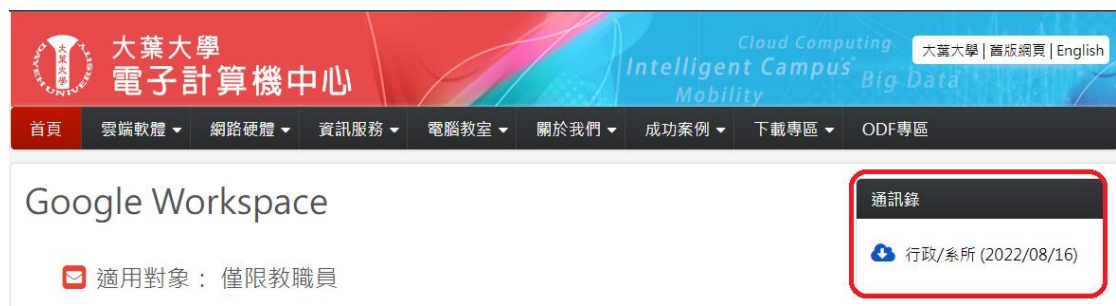 大葉大學
電子計算機中心
Cloud Computing
Intelligent Campus
Big Data
Mobility
大葉大學 | 舊版網頁 | English
首頁 雲端軟體 網路硬體 資訊服務 電腦教室 關於我們 成功案例 下載專區 ODF專區
Google Workspace
適用對象： 僅限教職員
通訊錄
行政/系所 (2022/08/16)